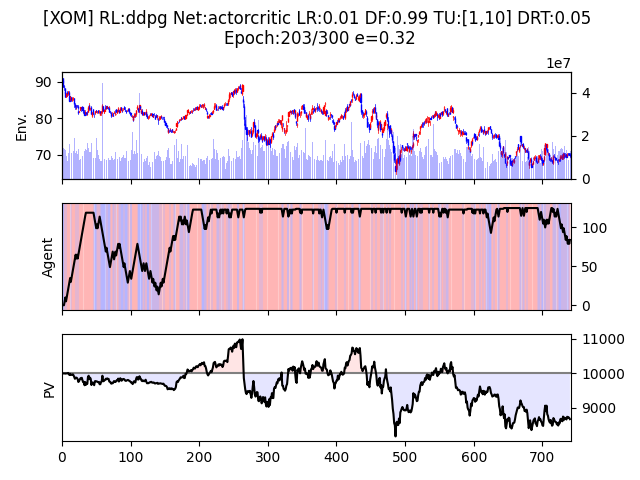 [XOM] RL:ddpg Net:actorcritic LR:0.01 DF:0.99 TU:[1,10] DRT:0.05
Epoch:203/300 e=0.32
1e7
90
80
70
Env.
4
2
0
Agent
100
50
0
PV
11000
10000
9000
0 100 200 300 400 500 600 700